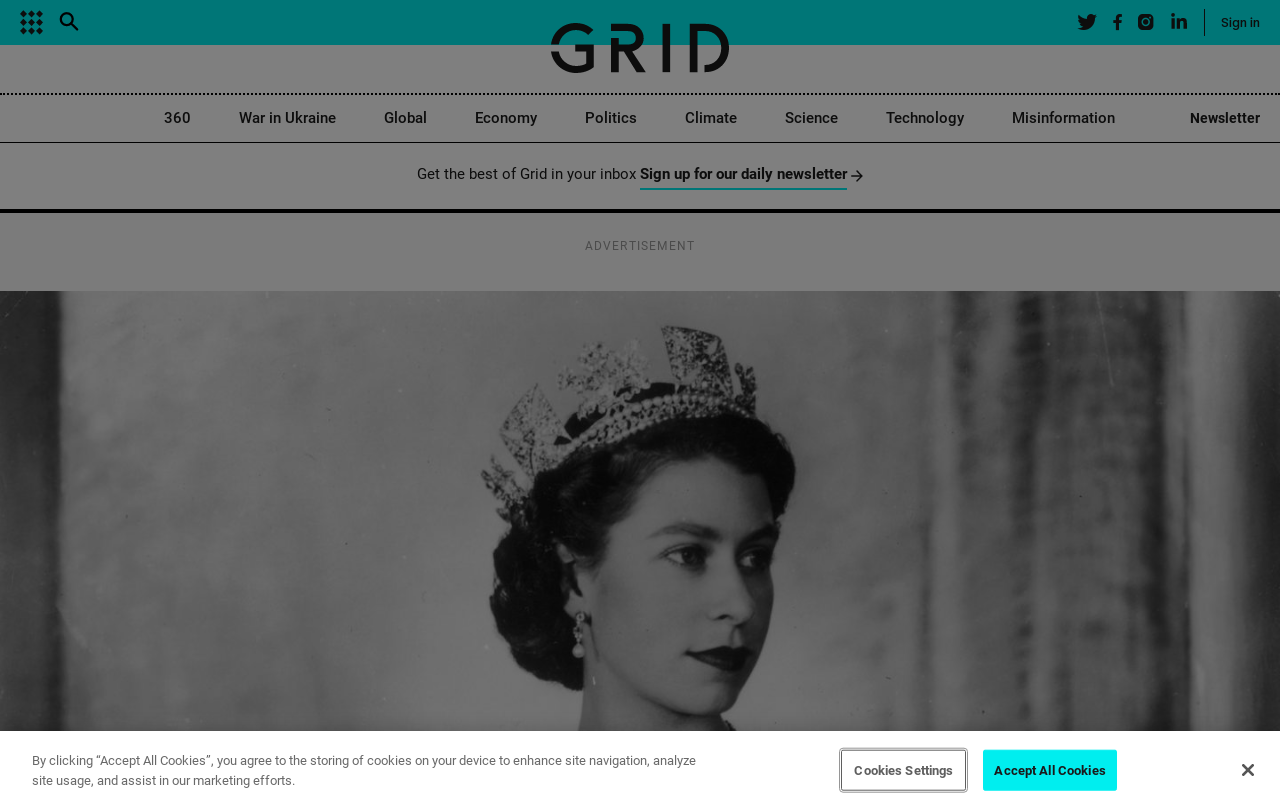 GRID
Sign in
360
War in Ukraine
Global
Economy
Politics
Climate
Science
Technology
Misinformation
Newsletter
Get the best of Grid in your inbox Sign up for our daily newsletter
ADVERTISEMENT
By clicking “Accept All Cookies”, you agree to the storing of cookies on your device to enhance site navigation, analyze
site usage, and assist in our marketing efforts.
Cookies Settings
Accept All Cookies